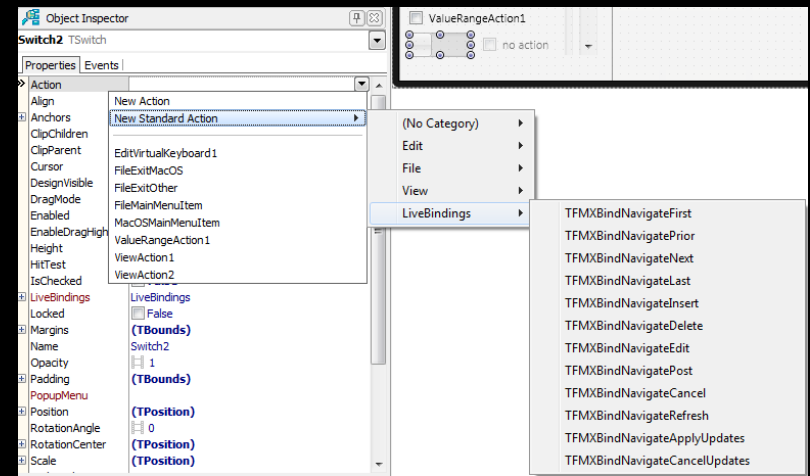 Object Inspector
Switch2 TSwitch
Properties Events
Action
Align
Anchors
ClipChildren
ClipParent
Cursor
DesignVisible
DragMode
Enabled
EnableDragHigh
Height
HitTest
IsChecked
LiveBindings LiveBindings
Locked False
Margins (TBounds)
Name Switch2
Opacity 1
Padding (TBounds)
PopupMenu
Position (TPosition)
RotationAngle 0
RotationCenter (TPosition)
Scale (TPosition)
New Action
New Standard Action
EditVirtualKeyboard1
FileExitMacOS
FileExitOther
FileMainMenuItem
MacOSMainMenuItem
ValueRangeAction1
ViewAction1
ViewAction2
(No Category)
Edit
File
View
LiveBindings
TFMXBindNavigateFirst
TFMXBindNavigatePrior
TFMXBindNavigateNext
TFMXBindNavigateLast
TFMXBindNavigateInsert
TFMXBindNavigateDelete
TFMXBindNavigateEdit
TFMXBindNavigatePost
TFMXBindNavigateCancel
TFMXBindNavigateRefresh
TFMXBindNavigateApplyUpdates
TFMXBindNavigateCancelUpdates
ValueRangeAction1
no action